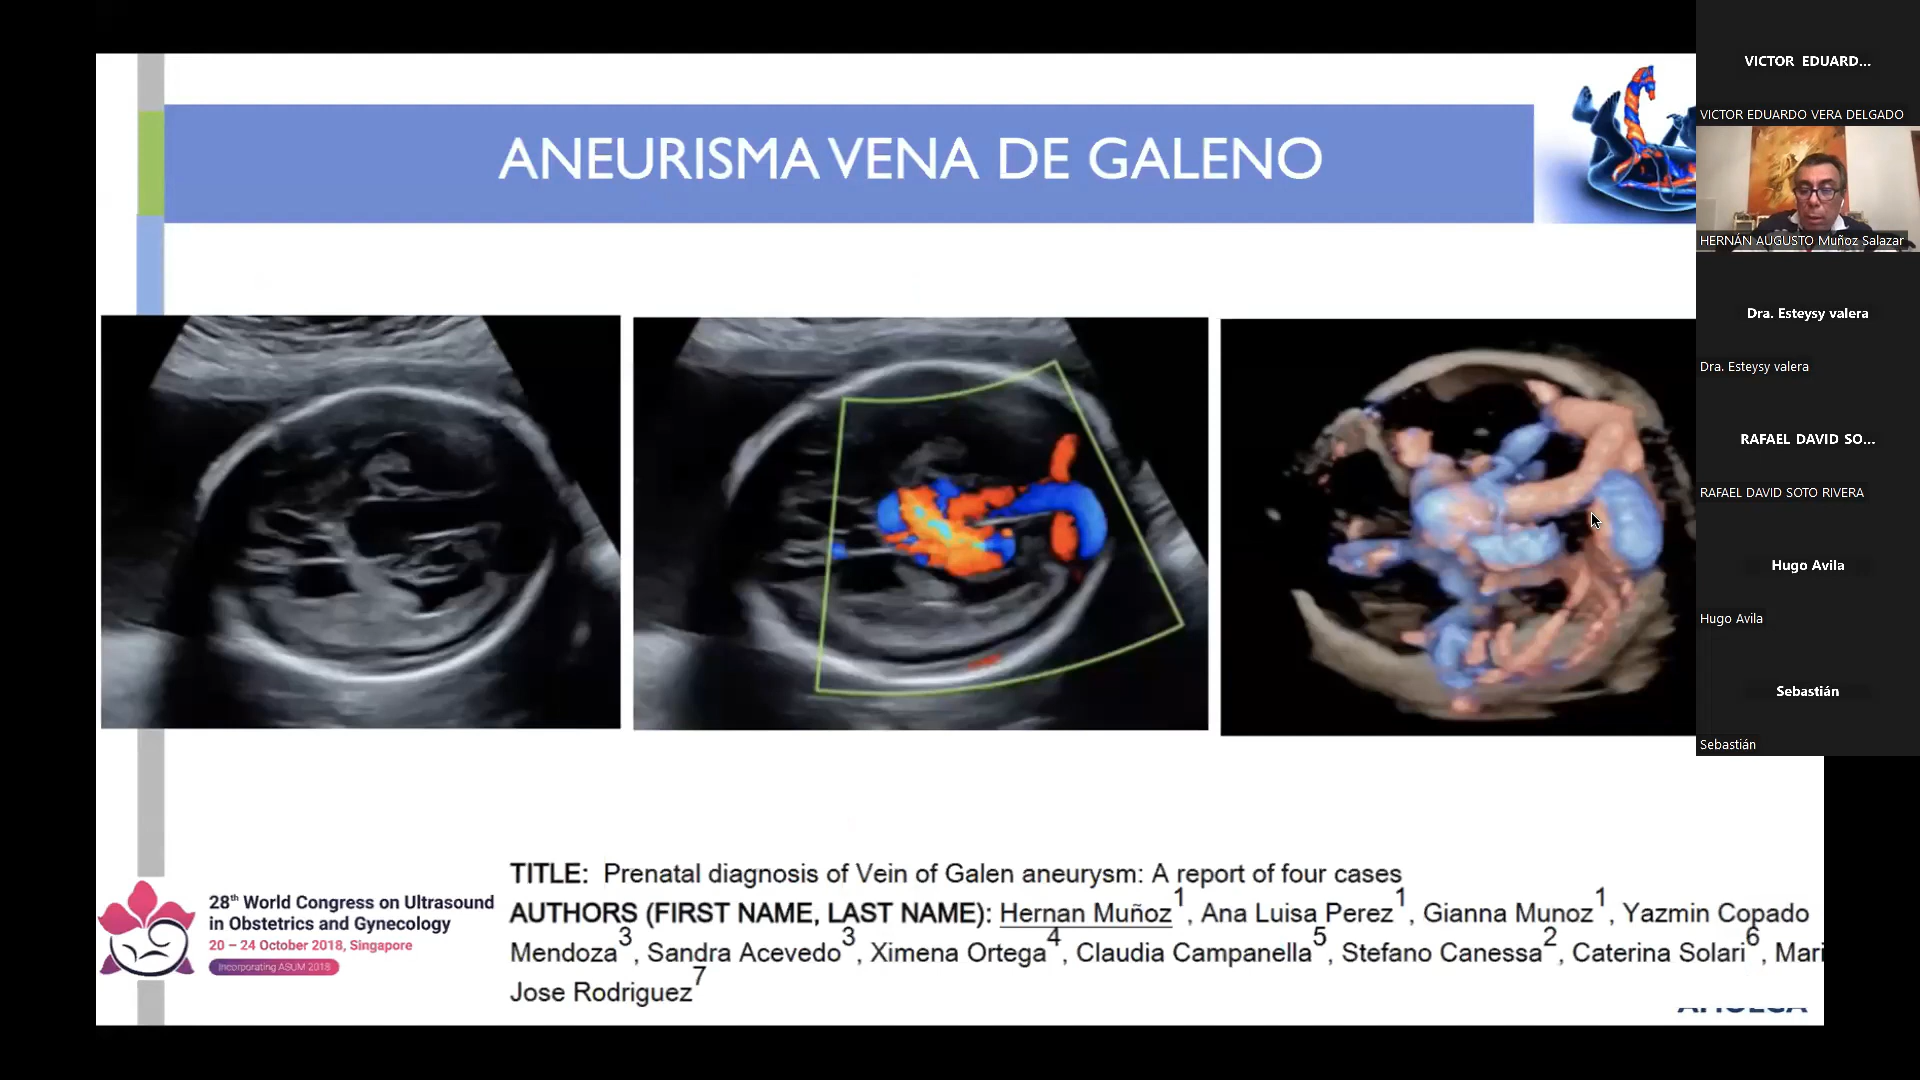 ANEURISMA VENA DE GALENO
VICTOR EDUARD...
VICTOR EDUARDO VERA DELGADO
HERNÁN AUGUSTO Muñoz Salazar
Dra. Esteysy valera
Dra. Esteysy valera
RAFAEL DAVID SO...
RAFAEL DAVID SOTO RIVERA
Hugo Avila
Hugo Avila
Sebastián
Sebastián
28th World Congress on Ultrasound
in Obstetrics and Gynecology
20 – 24 October 2018, Singapore
Incorporating ASUM 2018
TITLE: Prenatal diagnosis of Vein of Galen aneurysm: A report of four cases
AUTHORS (FIRST NAME, LAST NAME): Hernan Muñoz1, Ana Luisa Perez1, Gianna Munoz1, Yazmin Copado
Mendoza3, Sandra Acevedo3, Ximena Ortega4, Claudia Campanella5, Stefano Canessa2, Caterina Solari6, Mari
Jose Rodriguez7